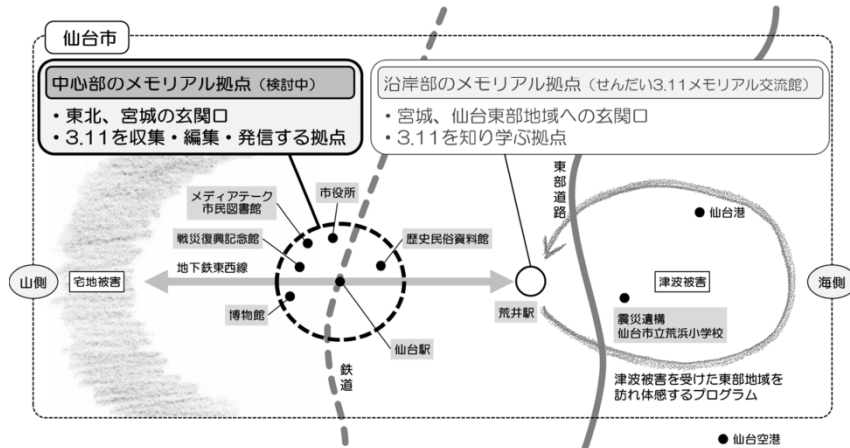 仙台市
中心部のメモリアル拠点（検討中）
・東北、宮城の玄関口
・3.11を収集・編集・発信する拠点
沿岸部のメモリアル拠点（せんだい3.11メモリアル交流館）
・宮城、仙台東部地域への玄関口
・3.11を知り学ぶ拠点
メディアテーク
市民図書館
市役所
戦災復興記念館
歴史民俗資料館
東部道路
仙台港
地下鉄東西線
山側
宅地被害
博物館
仙台駅
鉄道
荒井駅
津波被害
海側
震災遺構
仙台市立荒浜小学校
津波被害を受けた東部地域を
訪れ体感するプログラム
仙台空港